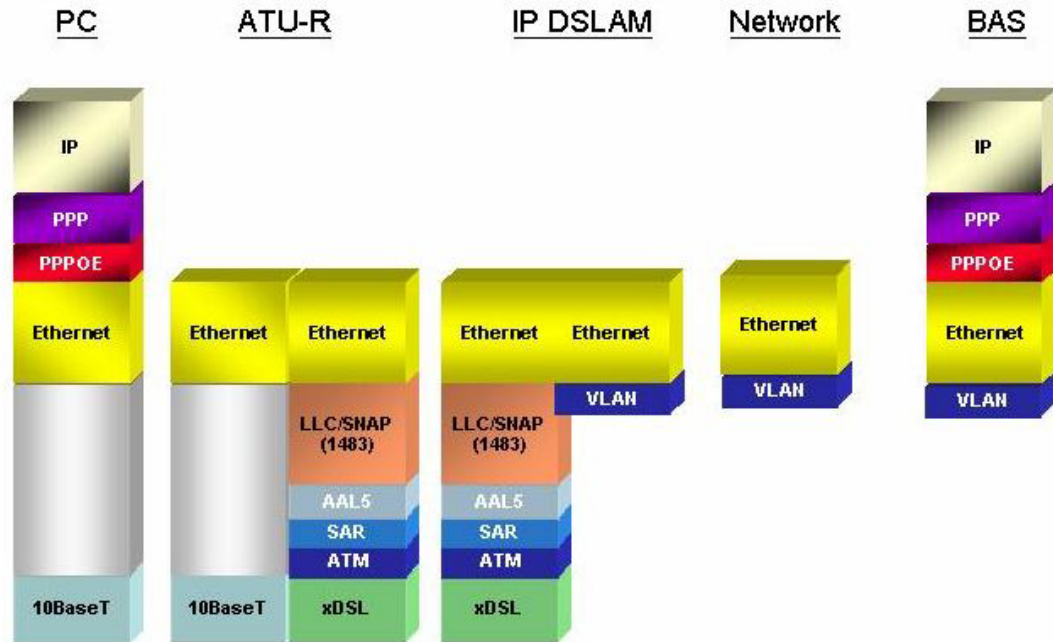 PC ATU-R IP DSLAM Network BAS
IP IP
PPP PPP
PPPOE PPPOE
Ethernet Ethernet Ethernet Ethernet Ethernet Ethernet Ethernet
VLAN VLAN VLAN
LLC/SNAP LLC/SNAP
(1483) (1483)
AAL5 AAL5
SAR SAR
ATM ATM
10BaseT 10BaseT xDSL xDSL